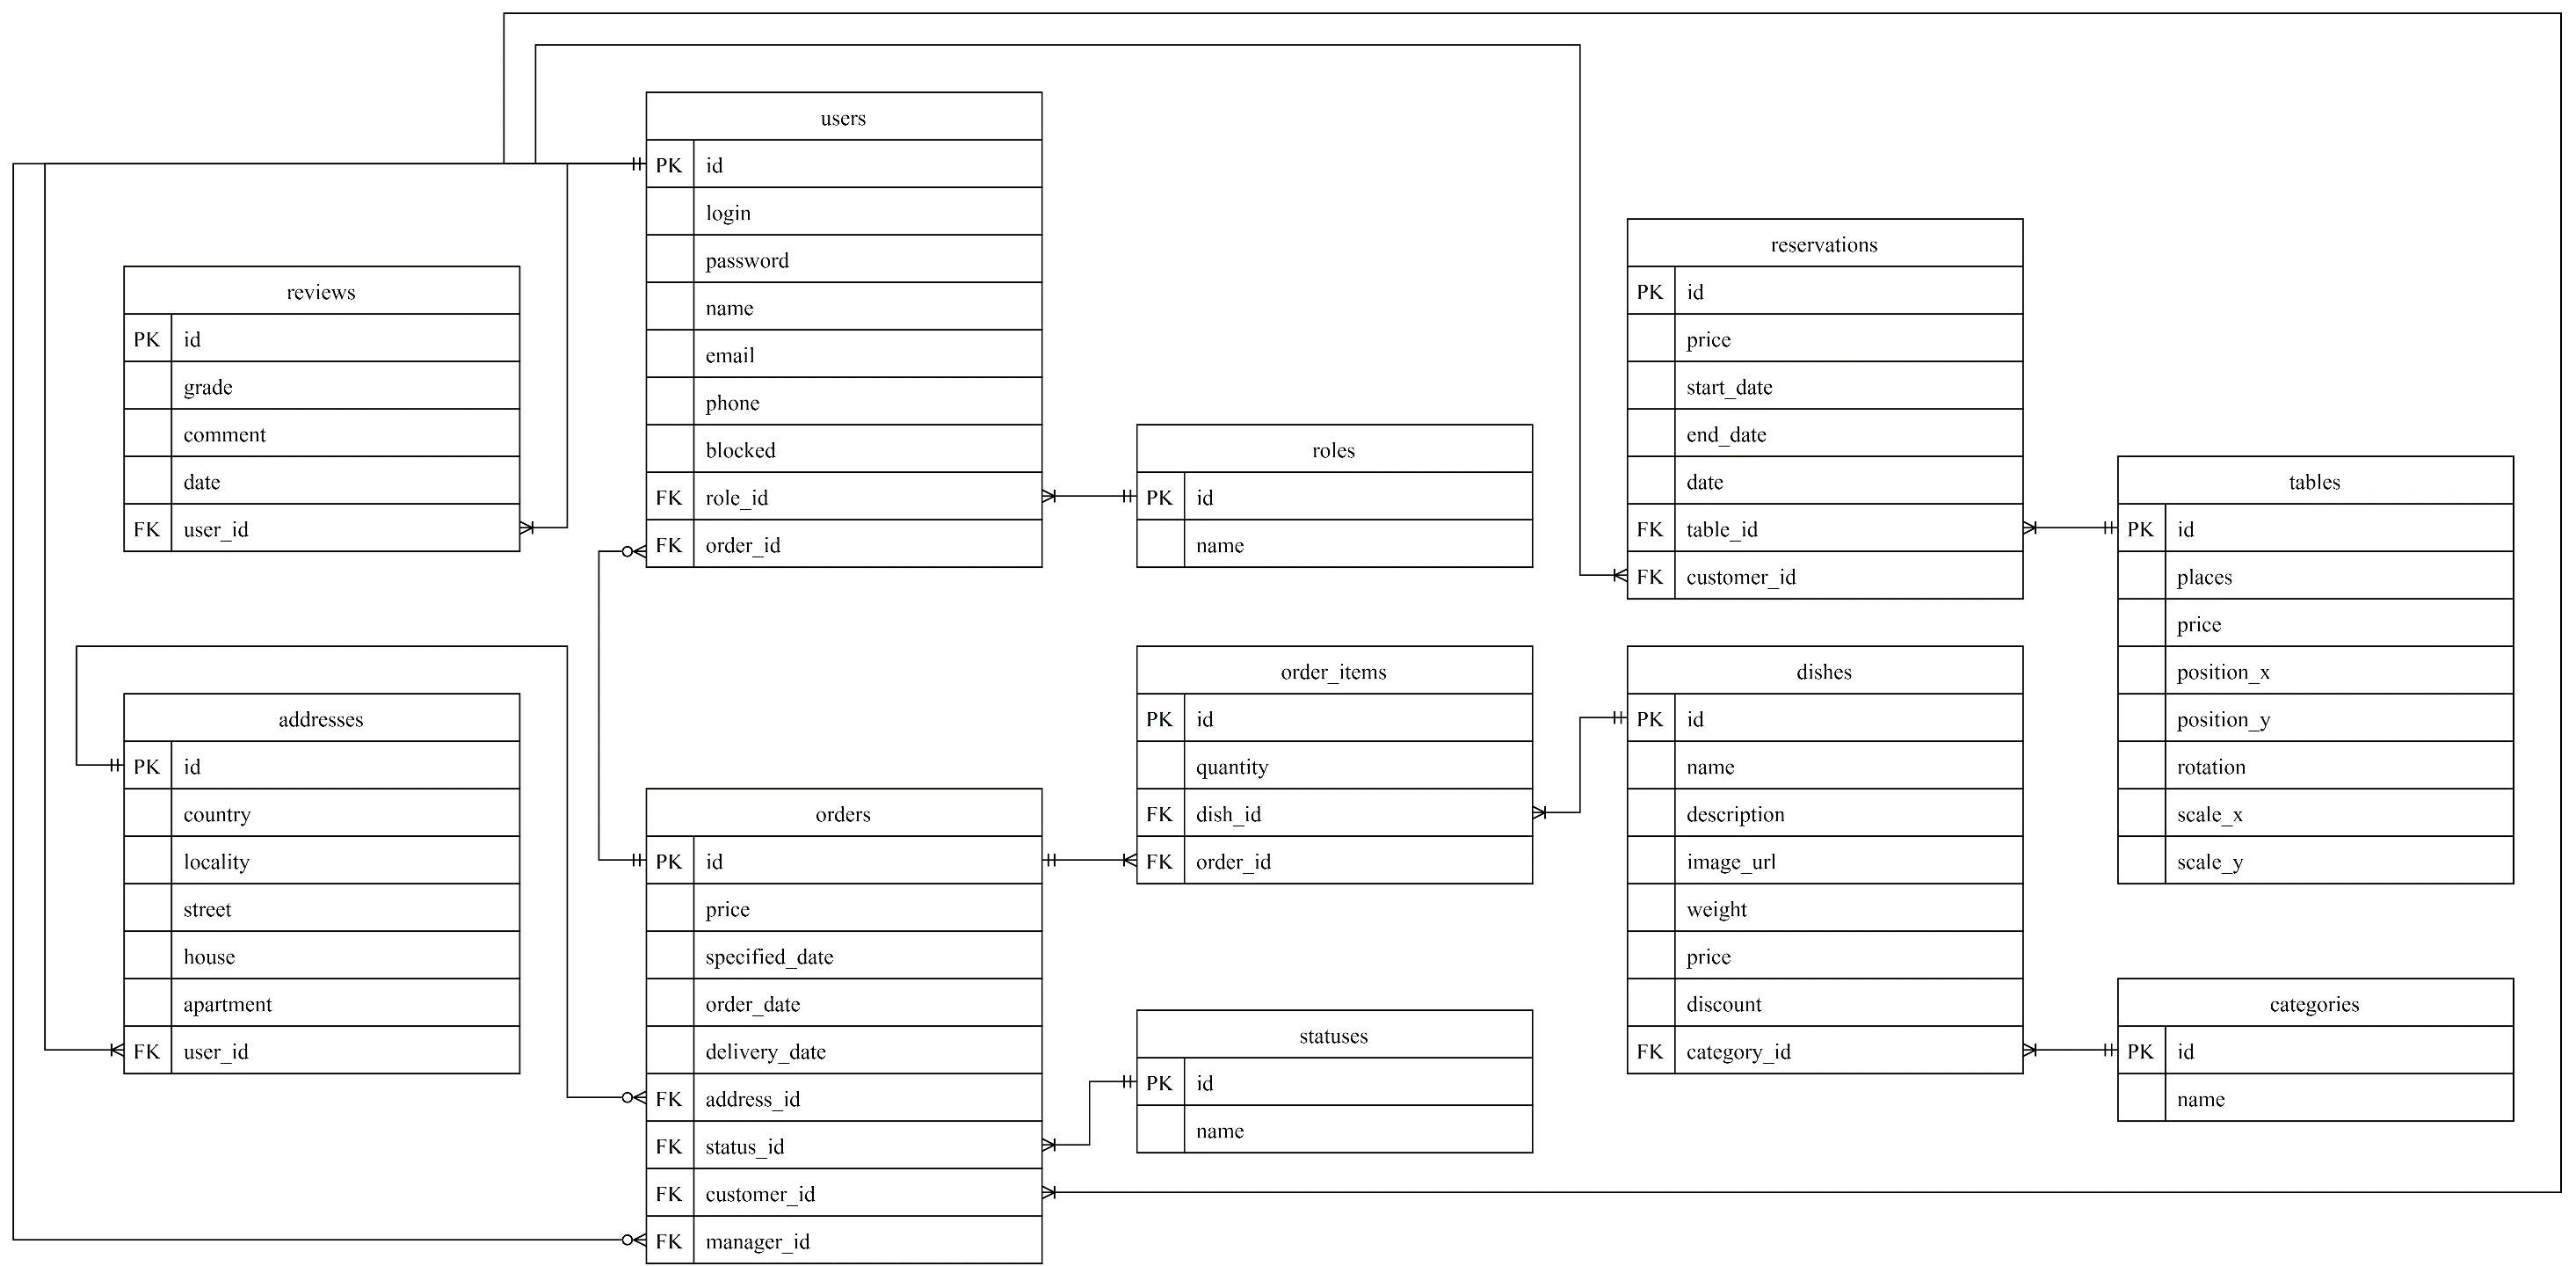 users
PK id
login
password
name
email
phone
blocked
FK role_id
FK order_id
reviews
PK id
grade
comment
date
FK user_id
roles
PK id
name
reservations
PK id
price
start_date
end_date
date
FK table_id
FK customer_id
tables
PK id
places
price
position_x
position_y
rotation
scale_x
scale_y
addresses
PK id
country
locality
street
house
apartment
FK user_id
orders
PK id
price
specified_date
order_date
delivery_date
FK address_id
FK status_id
FK customer_id
FK manager_id
order_items
PK id
quantity
FK dish_id
FK order_id
statuses
PK id
name
dishes
PK id
name
description
image_url
weight
price
discount
FK category_id
categories
PK id
name